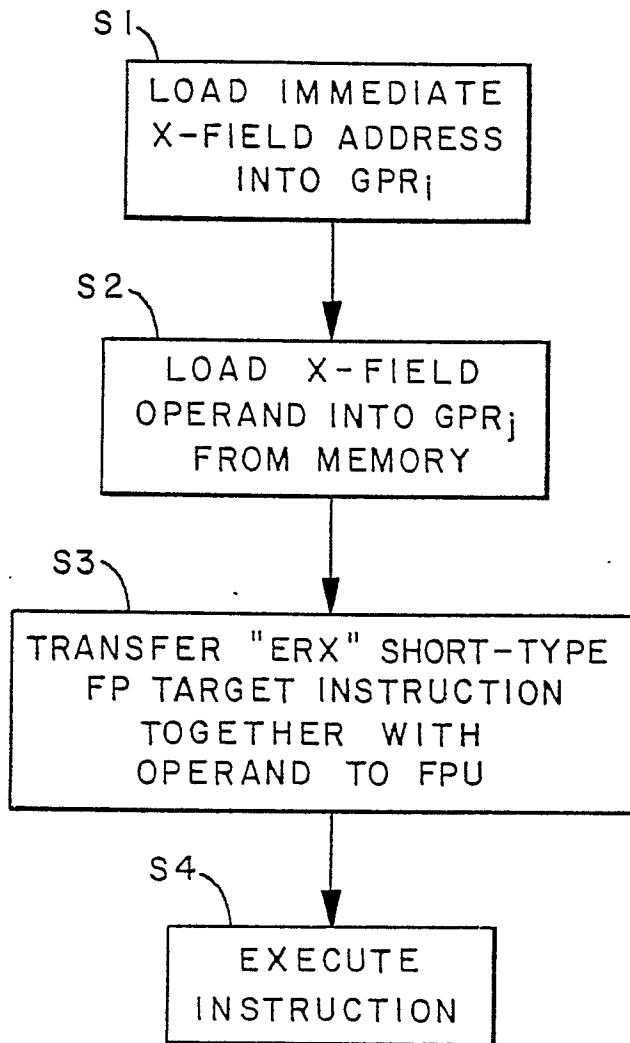 S1
LOAD IMMEDIATE
X-FIELD ADDRESS
INTO GPRi
S2
LOAD X-FIELD
OPERAND INTO GPRj
FROM MEMORY
S3
TRANSFER "ERX" SHORT-TYPE
FP TARGET INSTRUCTION
TOGETHER WITH
OPERAND TO FPU
S4
EXECUTE
INSTRUCTION